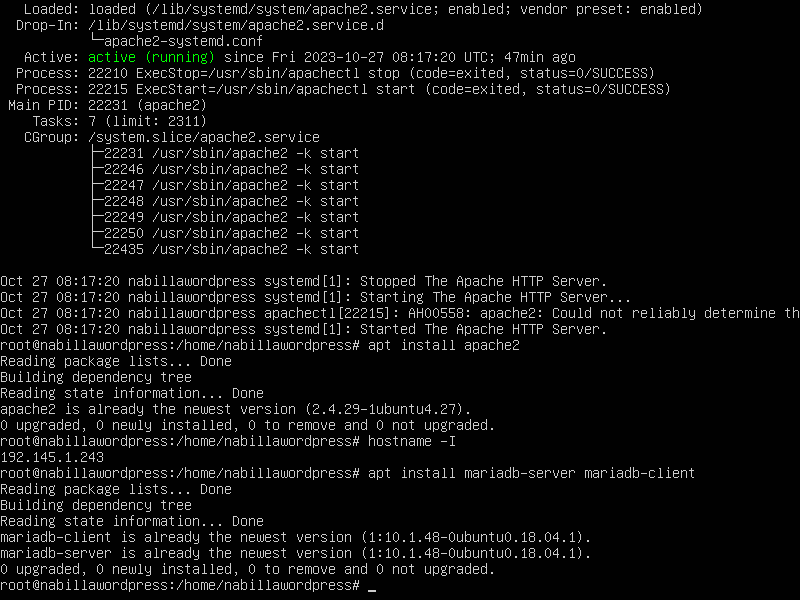 Loaded: loaded (/lib/systemd/system/apache2.service; enabled; vendor preset: enabled)
Drop-In: /lib/systemd/system/apache2.service.d
└─apache2-systemd.conf
Active: active (running) since Fri 2023-10-27 08:17:20 UTC; 47min ago
Process: 22210 ExecStop=/usr/sbin/apachectl stop (code=exited, status=0/SUCCESS)
Process: 22215 ExecStart=/usr/sbin/apachectl start (code=exited, status=0/SUCCESS)
Main PID: 22231 (apache2)
Tasks: 7 (limit: 2311)
CGroup: /system.slice/apache2.service
├─22231 /usr/sbin/apache2 -k start
├─22246 /usr/sbin/apache2 -k start
├─22247 /usr/sbin/apache2 -k start
├─22248 /usr/sbin/apache2 -k start
├─22249 /usr/sbin/apache2 -k start
├─22250 /usr/sbin/apache2 -k start
└─22435 /usr/sbin/apache2 -k start
Oct 27 08:17:20 nabillawordpress systemd[1]: Stopped The Apache HTTP Server.
Oct 27 08:17:20 nabillawordpress systemd[1]: Starting The Apache HTTP Server...
Oct 27 08:17:20 nabillawordpress apachectl[22215]: AH00558: apache2: Could not reliably determine th
Oct 27 08:17:20 nabillawordpress systemd[1]: Started The Apache HTTP Server.
root@nabillawordpress:/home/nabillawordpress# apt install apache2
Reading package lists... Done
Building dependency tree
Reading state information... Done
apache2 is already the newest version (2.4.29-1ubuntu4.27).
0 upgraded, 0 newly installed, 0 to remove and 0 not upgraded.
root@nabillawordpress:/home/nabillawordpress# hostname -I
192.145.1.243
root@nabillawordpress:/home/nabillawordpress# apt install mariadb-server mariadb-client
Reading package lists... Done
Building dependency tree
Reading state information... Done
mariadb-client is already the newest version (1:10.1.48-0ubuntu0.18.04.1).
mariadb-server is already the newest version (1:10.1.48-0ubuntu0.18.04.1).
0 upgraded, 0 newly installed, 0 to remove and 0 not upgraded.
root@nabillawordpress:/home/nabillawordpress# _